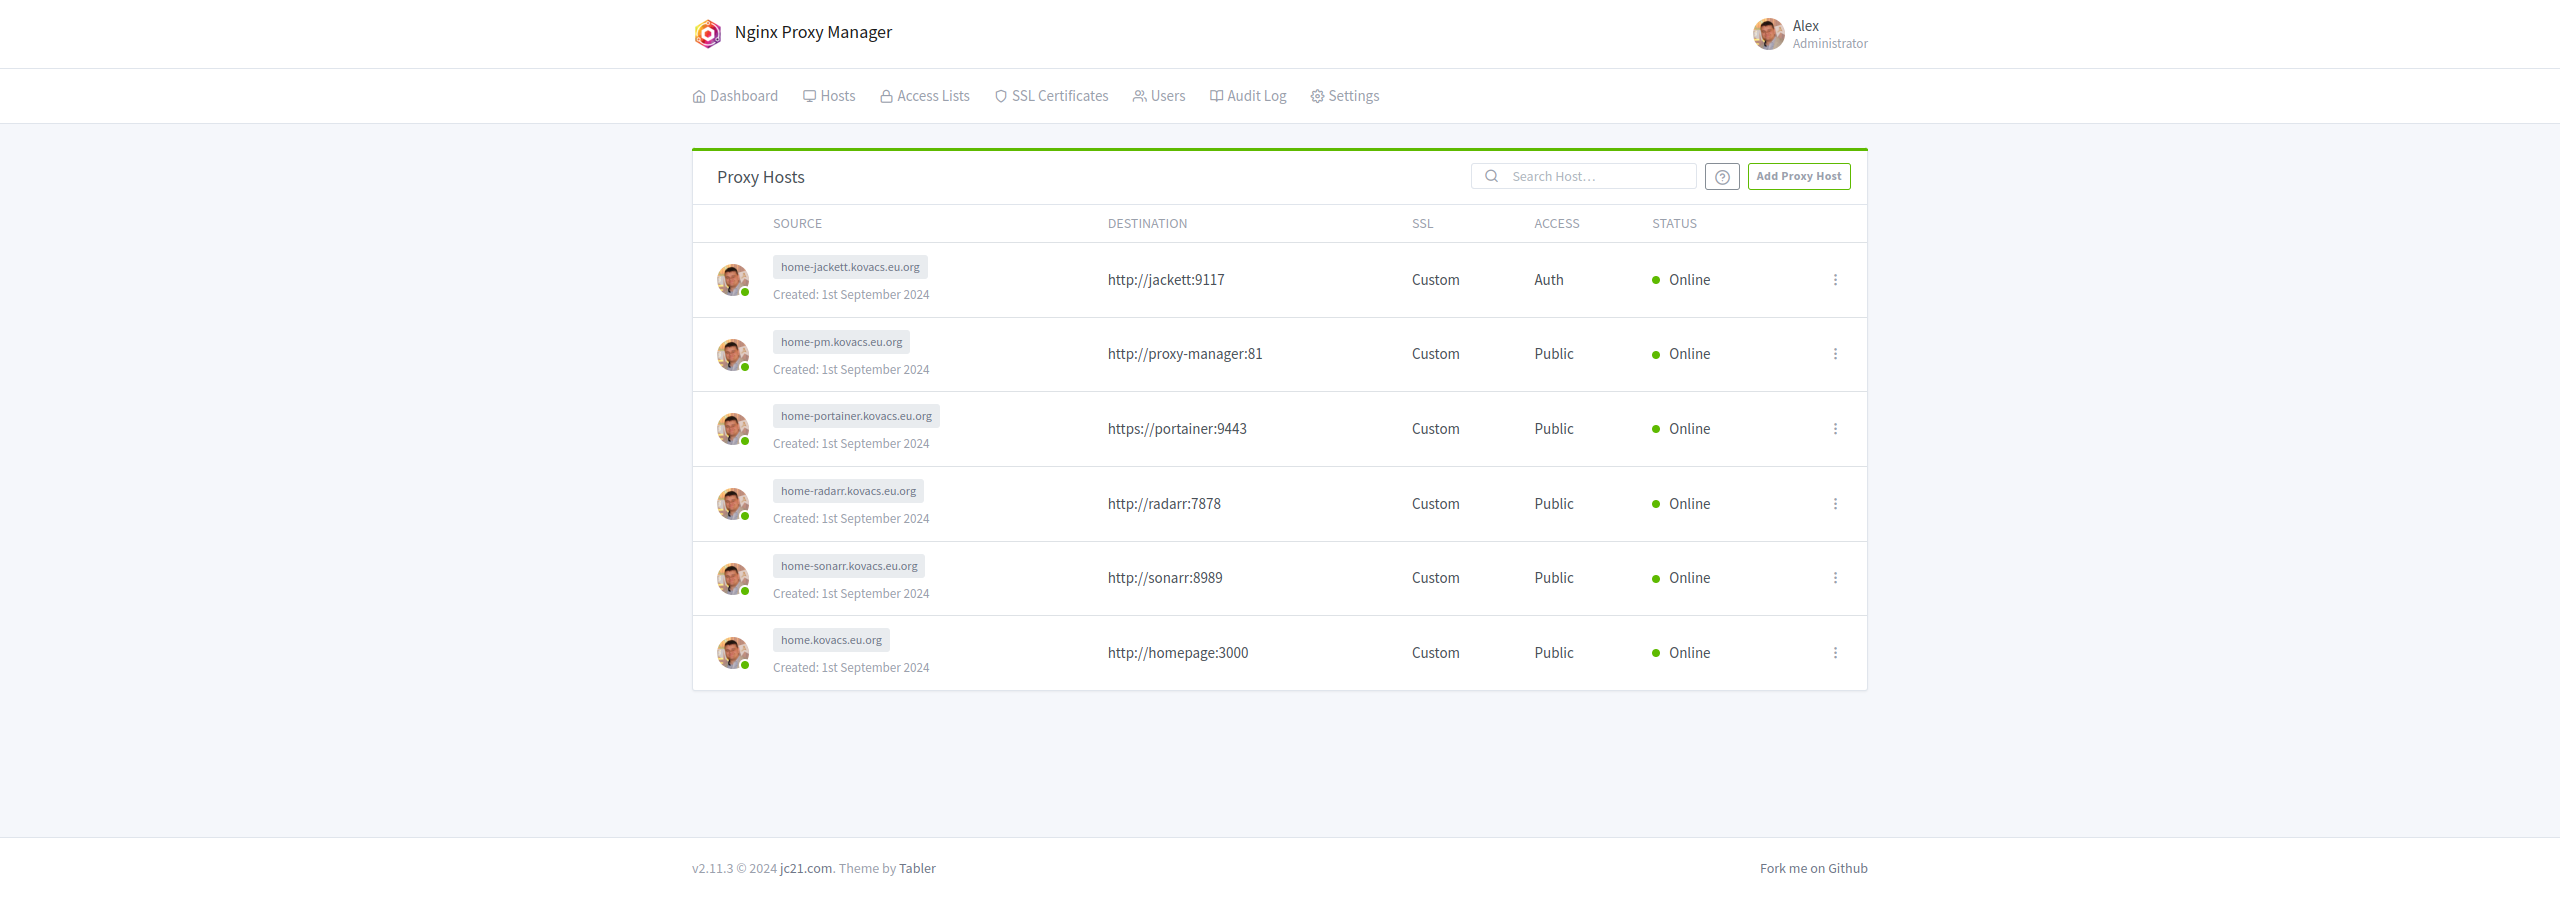 Nginx Proxy Manager
Alex
Administrator
Dashboard Hosts Access Lists SSL Certificates Users Audit Log Settings
Proxy Hosts Search Host… Add Proxy Host
SOURCE DESTINATION SSL ACCESS STATUS
home-jackett.kovacs.eu.org
Created: 1st September 2024
http://jackett:9117 Custom Auth Online
home-pm.kovacs.eu.org
Created: 1st September 2024
http://proxy-manager:81 Custom Public Online
home-portainer.kovacs.eu.org
Created: 1st September 2024
https://portainer:9443 Custom Public Online
home-radarr.kovacs.eu.org
Created: 1st September 2024
http://radarr:7878 Custom Public Online
home-sonarr.kovacs.eu.org
Created: 1st September 2024
http://sonarr:8989 Custom Public Online
home.kovacs.eu.org
Created: 1st September 2024
http://homepage:3000 Custom Public Online
v2.11.3 © 2024 jc21.com. Theme by Tabler
Fork me on Github